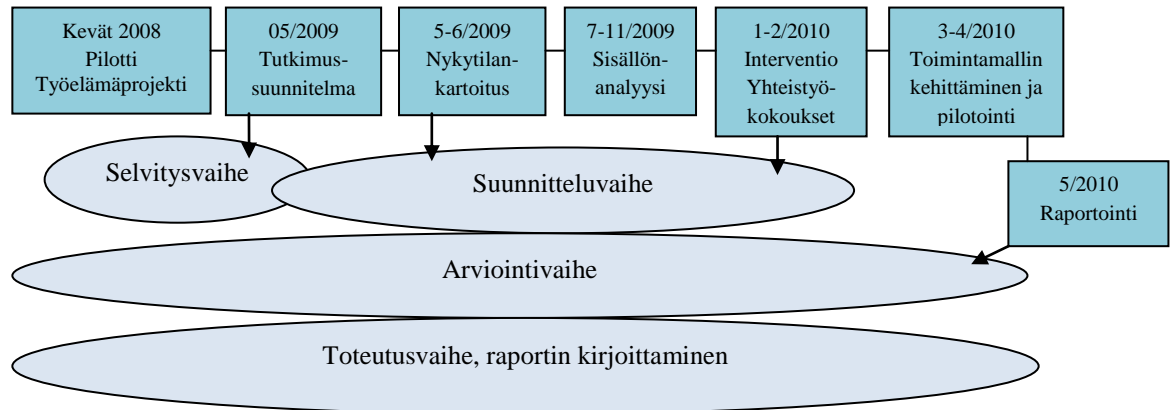 Kevät 2008
Pilotti
Työelämäprojekti
05/2009
Tutkimus-
suunnitelma
5-6/2009
Nykytilan-
kartoitus
7-11/2009
Sisällön-
analyysi
1-2/2010
Interventio
Yhteistyö-
kokoukset
3-4/2010
Toimintamallin
kehittäminen ja
pilotointi
5/2010
Raportointi
Selvitysvaihe
Suunnitteluvaihe
Arviointivaihe
Toteutusvaihe, raportin kirjoittaminen